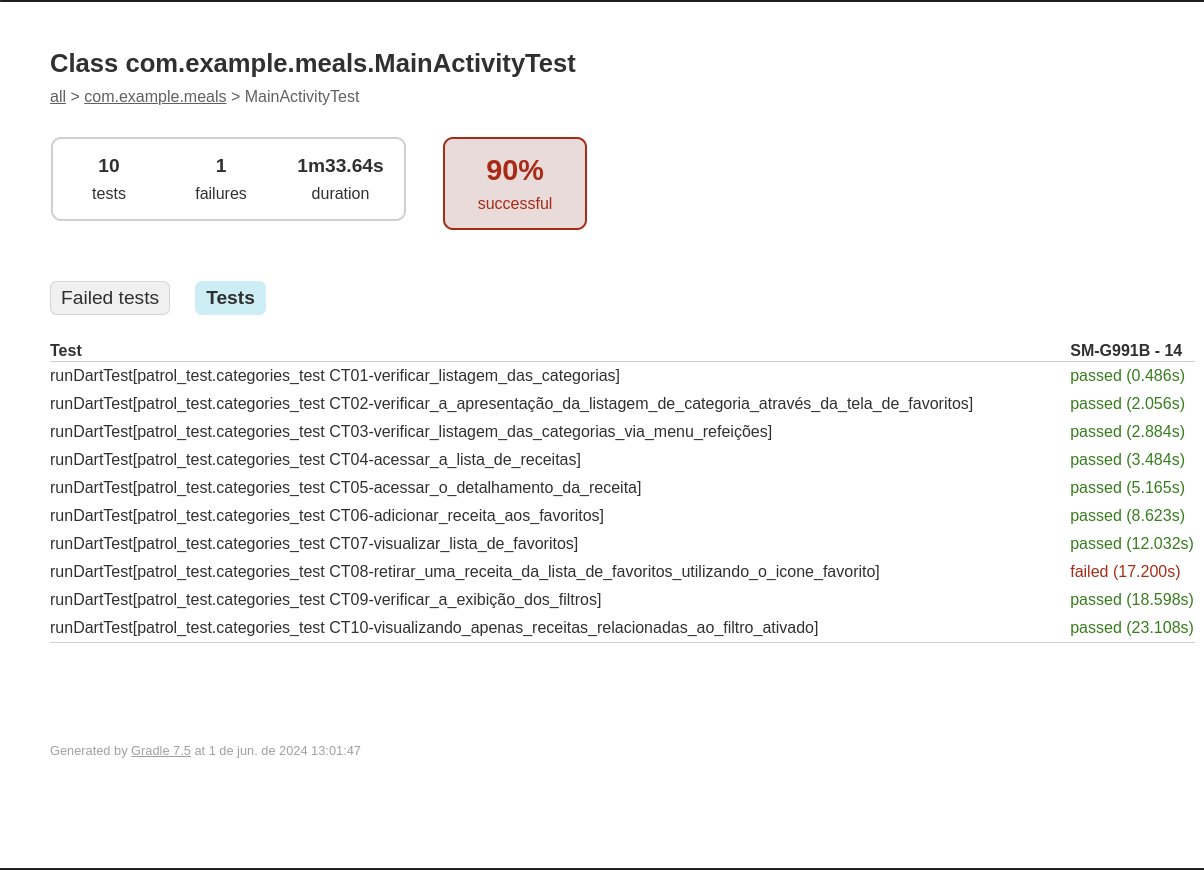 Class com.example.meals.MainActivityTest
all > com.example.meals > MainActivityTest
10 1 1m33.64s
tests failures duration
90%
successful
Failed tests Tests
Test SM-G991B - 14
runDartTest[patrol_test.categories_test CT01-verificar_listagem_das_categorias] passed (0.486s)
runDartTest[patrol_test.categories_test CT02-verificar_a_apresentação_da_listagem_de_categoria_através_da_tela_de_favoritos] passed (2.056s)
runDartTest[patrol_test.categories_test CT03-verificar_listagem_das_categorias_via_menu_refeições] passed (2.884s)
runDartTest[patrol_test.categories_test CT04-acessar_a_lista_de_receitas] passed (3.484s)
runDartTest[patrol_test.categories_test CT05-acessar_o_detalhamento_da_receita] passed (5.165s)
runDartTest[patrol_test.categories_test CT06-adicionar_receita_aos_favoritos] passed (8.623s)
runDartTest[patrol_test.categories_test CT07-visualizar_lista_de_favoritos] passed (12.032s)
runDartTest[patrol_test.categories_test CT08-retirar_uma_receita_da_lista_de_favoritos_utilizando_o_icone_favorito] failed (17.200s)
runDartTest[patrol_test.categories_test CT09-verificar_a_exibição_dos_filtros] passed (18.598s)
runDartTest[patrol_test.categories_test CT10-visualizando_apenas_receitas_relacionadas_ao_filtro_ativado] passed (23.108s)
Generated by Gradle 7.5 at 1 de jun. de 2024 13:01:47